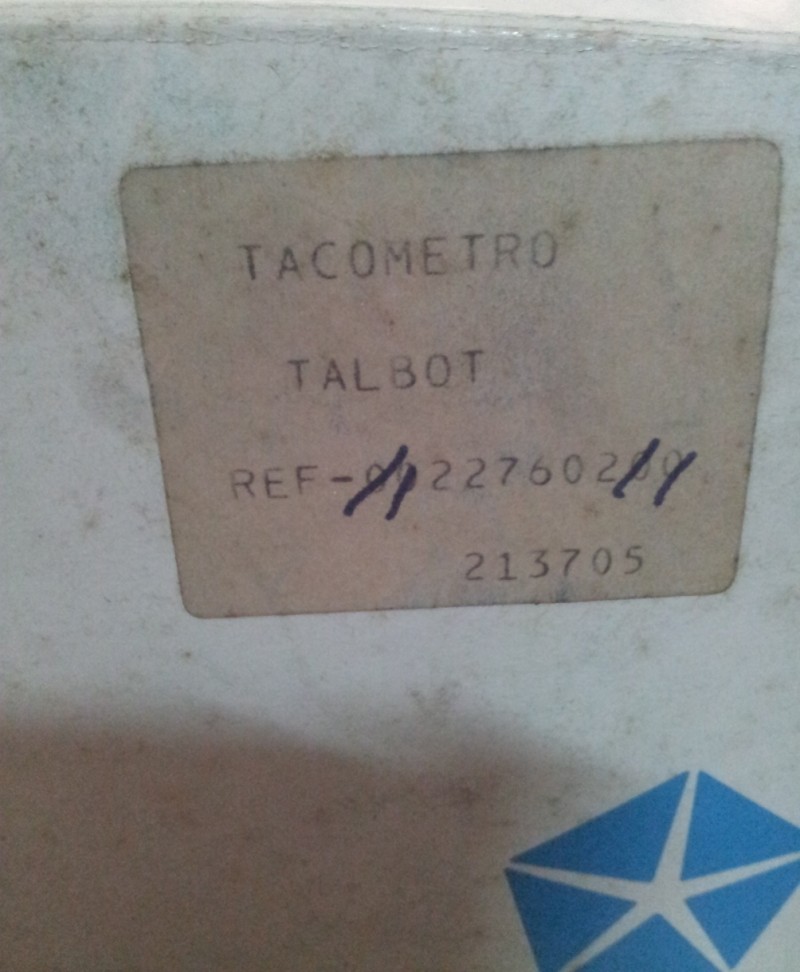 TACOMETRO
TALBOT
REF-0022760200
213705